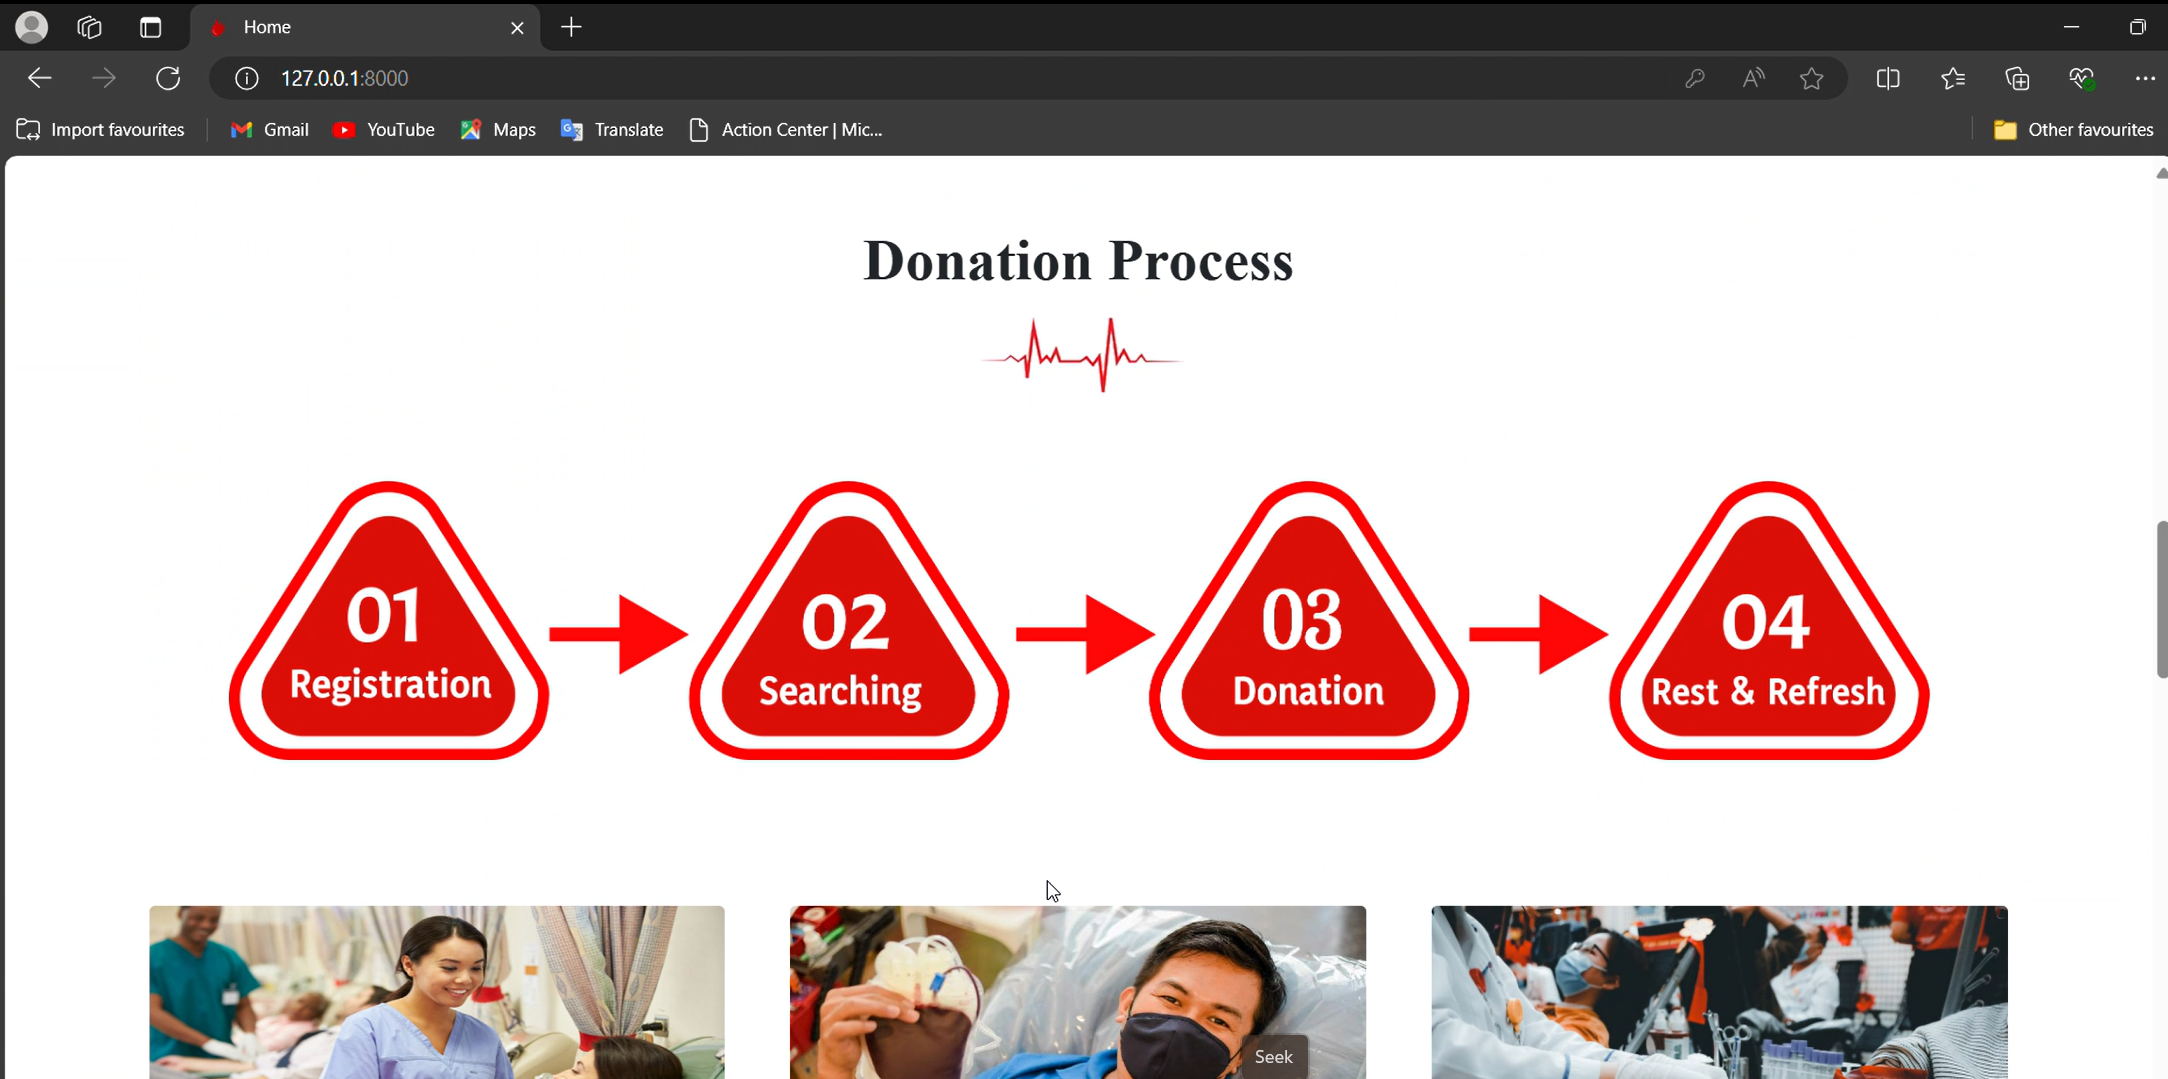 Home
127.0.0.1:8000
Import favourites
Gmail
YouTube
Maps
Translate
Action Center | Mic...
Other favourites
Donation Process
01
Registration
02
Searching
03
Donation
04
Rest & Refresh
Seek